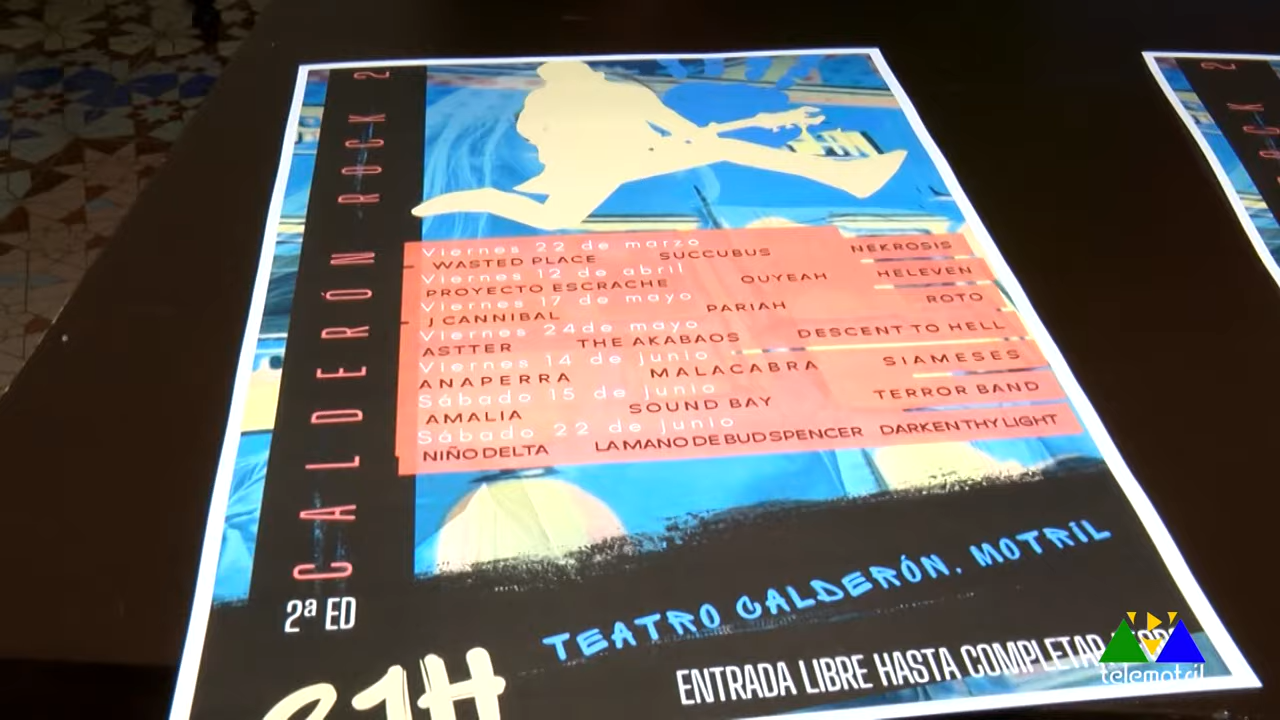 CALDERÓN ROCK 2
Viernes 22 de marzo
WASTED PLACE SUCCUBUS NEKROSIS
Viernes 12 de abril
PROYECTO ESCRACHE OUYEAH HELEVEN
Viernes 17 de mayo
J CANNIBAL PARIAH ROTO
Viernes 24de mayo
ASTTER THE AKABAOS DESCENT TO HELL
Viernes 14 de junio
ANAPERRA MALACABRA SIAMESES
Sábado 15 de junio
AMALIA SOUND BAY TERROR BAND
Sábado 22 de junio
NIÑO DELTA LA MANO DE BUD SPENCER DARKEN THY LIGHT
2ª ED
TEATRO CALDERÓN, MOTRIL
21H
ENTRADA LIBRE HASTA COMPLETAR
telemotril